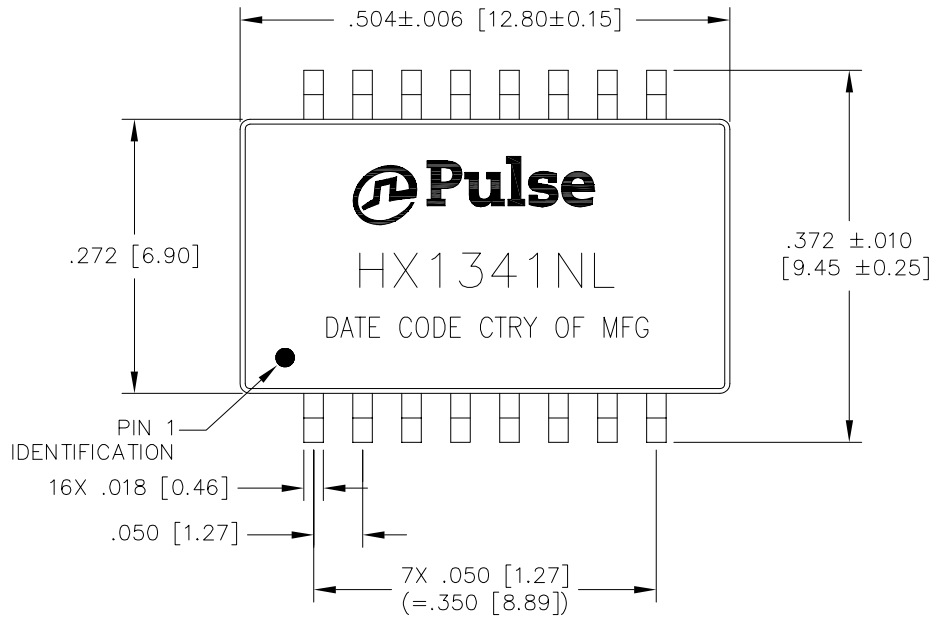 .504±.006 [12.80±0.15]
Pulse
.272 [6.90]
.372 ±.010
[9.45 ±0.25]
HX1341NL
DATE CODE CTRY OF MFG
PIN 1
IDENTIFICATION
16X .018 [0.46]
.050 [1.27]
7X .050 [1.27]
(=.350 [8.89])